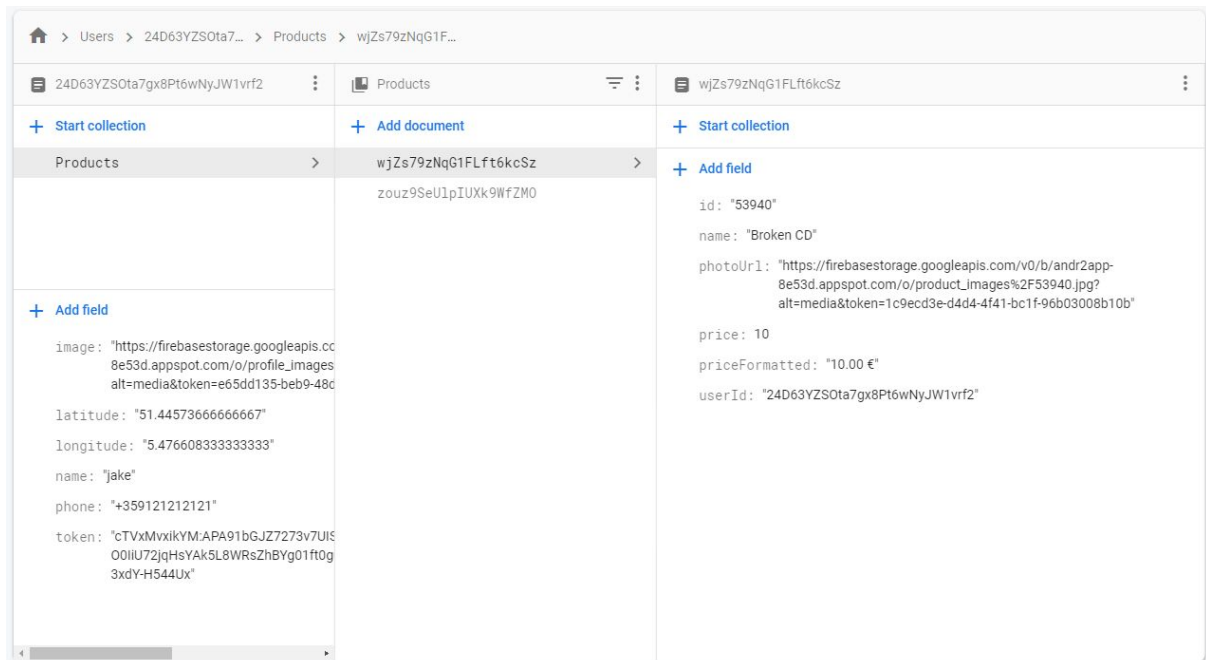 Users > 24D63YZSOta7... > Products > wjZs79zNqG1F...
24D63YZSOta7gx8Pt6wNyJW1vrf2
+ Start collection
Products >
+ Add field
image: "https://firebasestorage.googleapis.cc
8e53d.appspot.com/o/profile_images
alt=media&token=e65dd135-beb9-48d
latitude: "51.44573666666667"
longitude: "5.476608333333333"
name: "jake"
phone: "+359121212121"
token: "cTVxMvxikYM:APA91bGJZ7273v7UIS
O0IiU72jqHsYAk5L8WRsZhBYg01ft0g
3xdY-H544Ux"
Products
+ Add document
wjZs79zNqG1FLft6kcSz >
zouz9SeUlpIUXk9WfZMO
wjZs79zNqG1FLft6kcSz
+ Start collection
+ Add field
id: "53940"
name: "Broken CD"
photoUrl: "https://firebasestorage.googleapis.com/v0/b/andr2app-
8e53d.appspot.com/o/product_images%2F53940.jpg?
alt=media&token=1c9ecd3e-d4d4-4f41-bc1f-96b03008b10b"
price: 10
priceFormatted: "10.00 €"
userId: "24D63YZSOta7gx8Pt6wNyJW1vrf2"